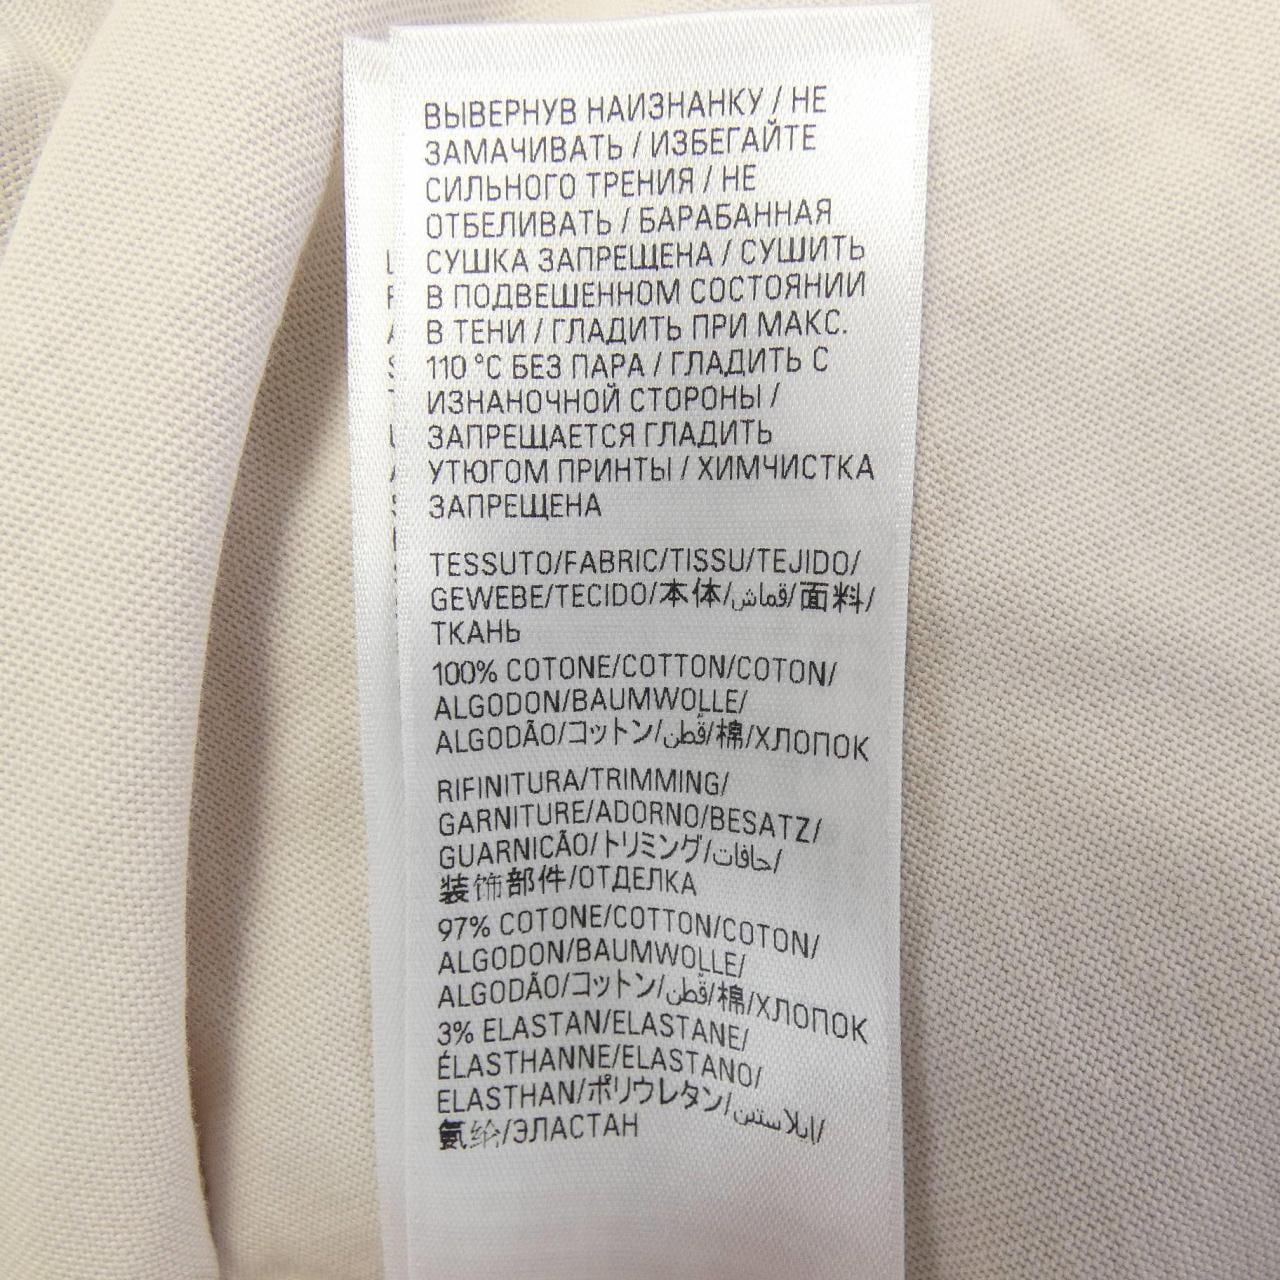 ВЫВЕРНУВ НАИЗНАНКУ / НЕ
ЗАМАЧИВАТЬ / ИЗБЕГАЙТЕ
СИЛЬНОГО ТРЕНИЯ / НЕ
ОТБЕЛИВАТЬ / БАРАБАННАЯ
СУШКА ЗАПРЕЩЕНА / СУШИТЬ
В ПОДВЕШЕННОМ СОСТОЯНИИ
В ТЕНИ / ГЛАДИТЬ ПРИ МАКС.
110 °C БЕЗ ПАРА / ГЛАДИТЬ С
ИЗНАНОЧНОЙ СТОРОНЫ /
ЗАПРЕЩАЕТСЯ ГЛАДИТЬ
УТЮГОМ ПРИНТЫ / ХИМЧИСТКА
ЗАПРЕЩЕНА
TESSUTO/FABRIC/TISSU/TEJIDO/
GEWEBE/TECIDO/本体/قماش/面料/
ТКАНЬ
100% COTONE/COTTON/COTON/
ALGODON/BAUMWOLLE/
ALGODÃO/コットン/قطن/棉/ХЛОПОК
RIFINITURA/TRIMMING/
GARNITURE/ADORNO/BESATZ/
GUARNICÃO/トリミング/حافات/
装饰部件/ОТДЕЛКА
97% COTONE/COTTON/COTON/
ALGODON/BAUMWOLLE/
ALGODÃO/コットン/قطن/棉/ХЛОПОК
3% ELASTAN/ELASTANE/
ÉLASTHANNE/ELASTANO/
ELASTHAN/ポリウレタン/ايلاستين/
氨纶/ЭЛАСТАН